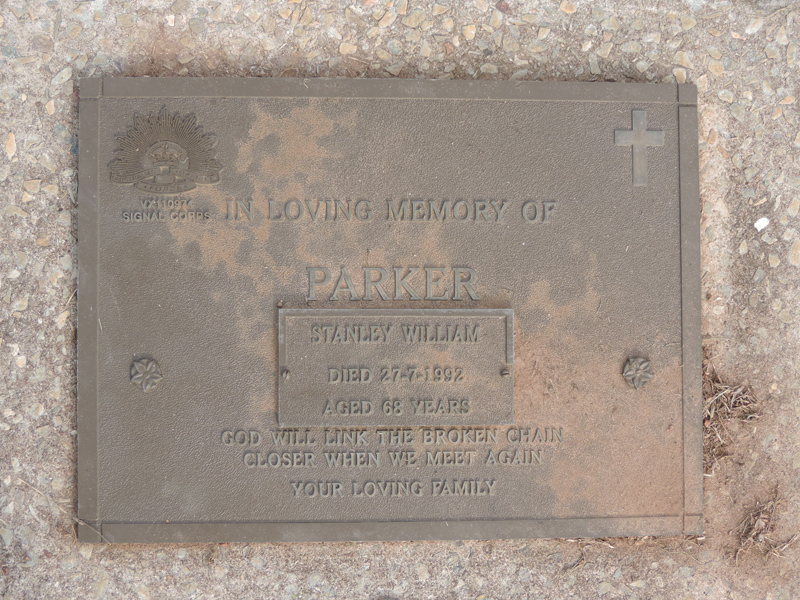 VX110974
SIGNAL CORPS
IN LOVING MEMORY OF
PARKER
STANLEY WILLIAM
DIED 27-7-1992
AGED 68 YEARS
GOD WILL LINK THE BROKEN CHAIN
CLOSER WHEN WE MEET AGAIN
YOUR LOVING FAMILY